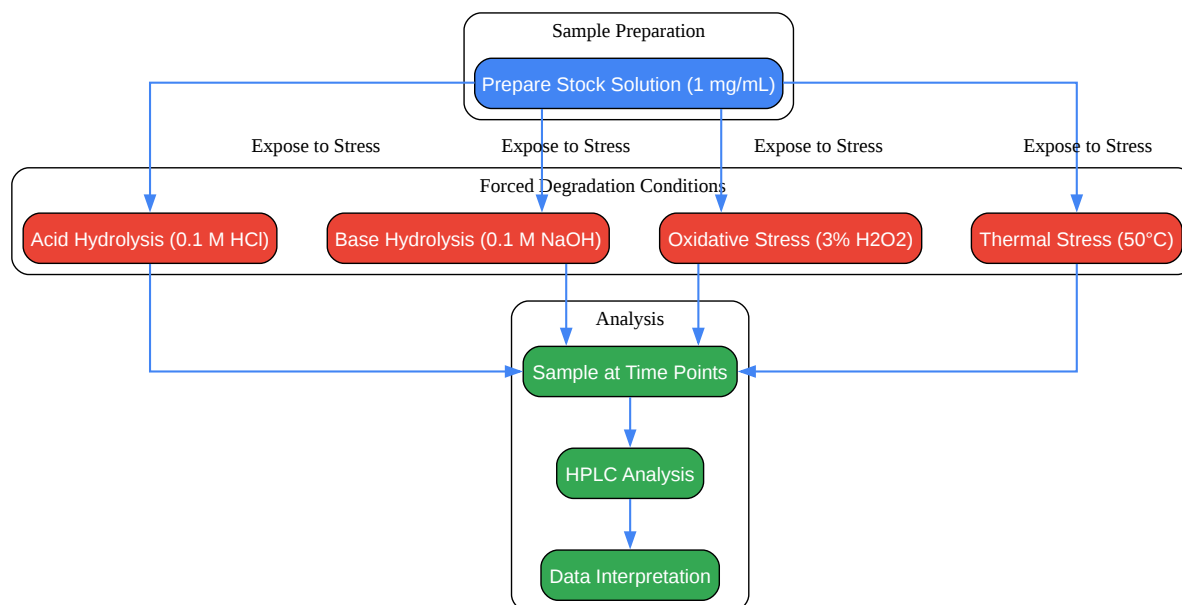 Sample Preparation
Prepare Stock Solution (1 mg/mL)
Expose to Stress
Expose to Stress
Expose to Stress
Expose to Stress
Forced Degradation Conditions
Acid Hydrolysis (0.1 M HCl)
Base Hydrolysis (0.1 M NaOH)
Oxidative Stress (3% H2O2)
Thermal Stress (50°C)
Analysis
Sample at Time Points
HPLC Analysis
Data Interpretation